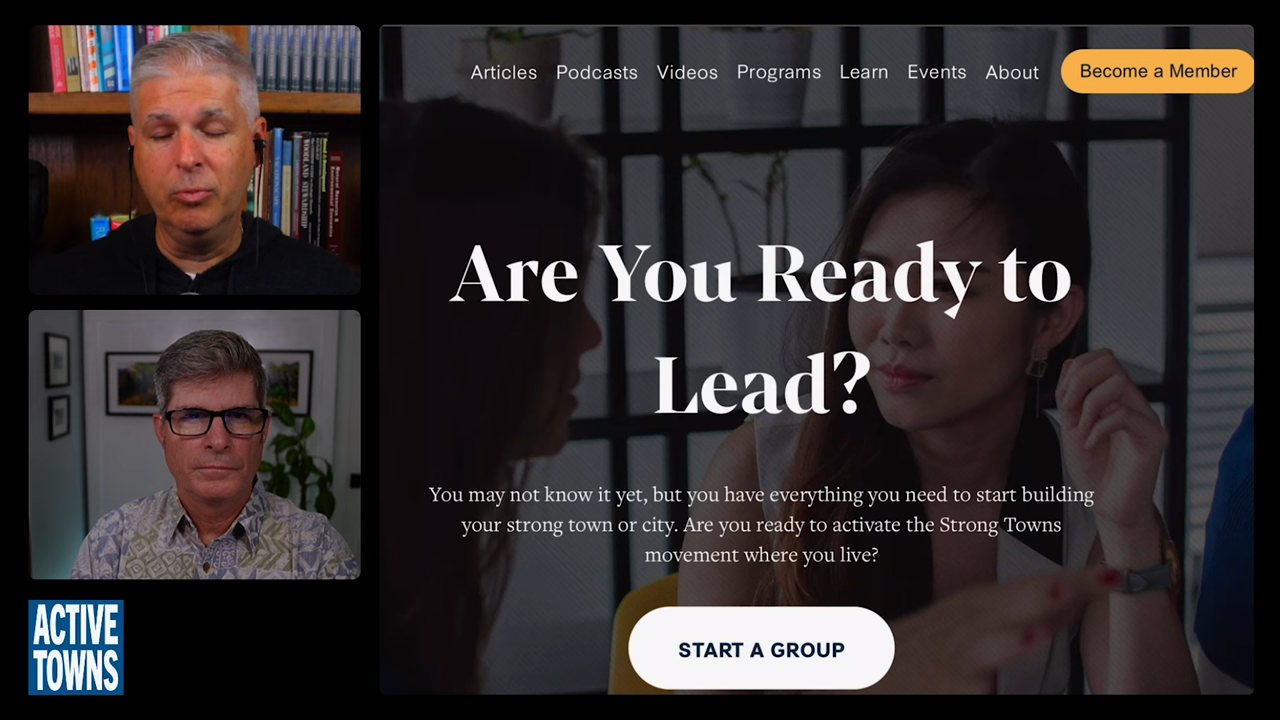 Articles Podcasts Videos Programs Learn Events About Become a Member
Are You Ready to
Lead?
You may not know it yet, but you have everything you need to start building
your strong town or city. Are you ready to activate the Strong Towns
movement where you live?
START A GROUP
WOODLAND STEWARDSHIP
ACTIVE
TOWNS